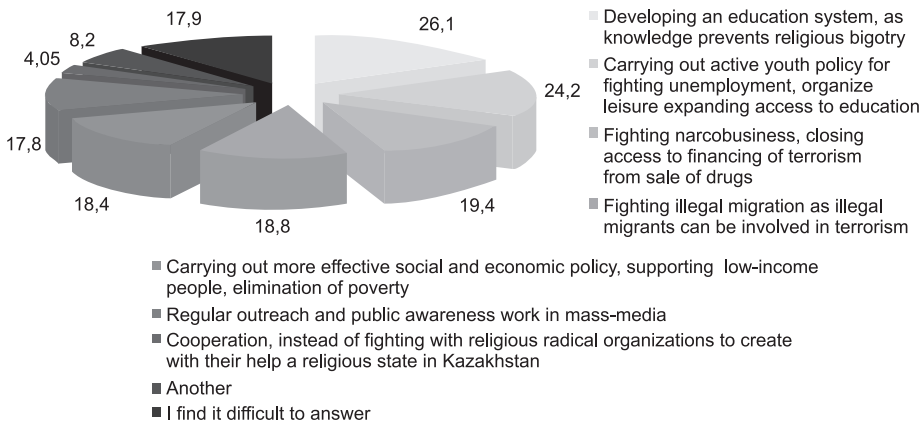 17,9
26,1
8,2
4,05
24,2
17,8
18,4
18,8
19,4
Developing an education system, as
knowledge prevents religious bigotry
Carrying out active youth policy for
fighting unemployment, organize
leisure expanding access to education
Fighting narcobusiness, closing
access to financing of terrorism
from sale of drugs
Fighting illegal migration as illegal
migrants can be involved in terrorism
Carrying out more effective social and economic policy, supporting low-income
people, elimination of poverty
Regular outreach and public awareness work in mass-media
Cooperation, instead of fighting with religious radical organizations to create
with their help a religious state in Kazakhstan
Another
I find it difficult to answer